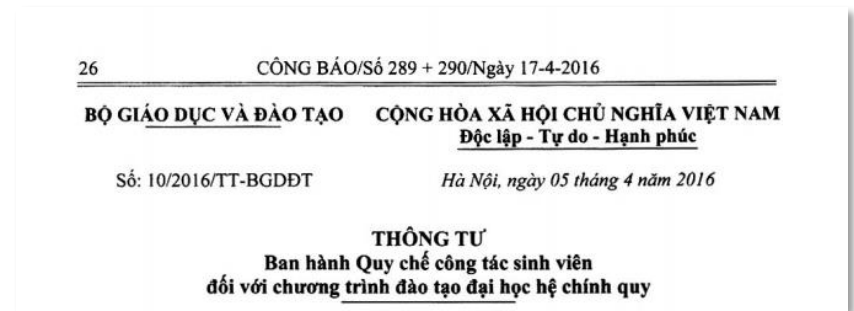 26 CÔNG BÁO/Số 289 + 290/Ngày 17-4-2016
BỘ GIÁO DỤC VÀ ĐÀO TẠO CỘNG HÒA XÃ HỘI CHỦ NGHĨA VIỆT NAM
Độc lập - Tự do - Hạnh phúc
Số: 10/2016/TT-BGDĐT Hà Nội, ngày 05 tháng 4 năm 2016
THÔNG TƯ
Ban hành Quy chế công tác sinh viên
đối với chương trình đào tạo đại học hệ chính quy